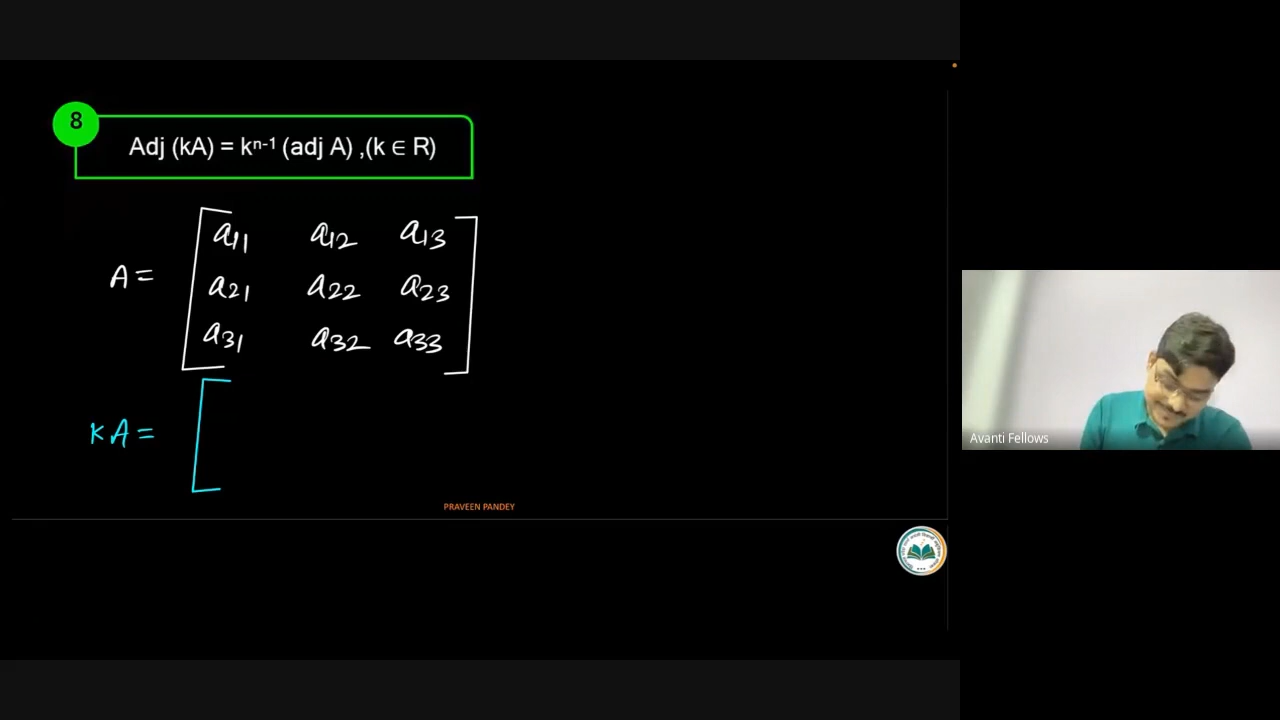 8
Adj (kA) = kⁿ⁻¹ (adj A) ,(k ∈ R)
A = [ a₁₁ a₁₂ a₁₃
a₂₁ a₂₂ a₂₃
a₃₁ a₃₂ a₃₃ ]
KA = [
PRAVEEN PANDEY
Avanti Fellows